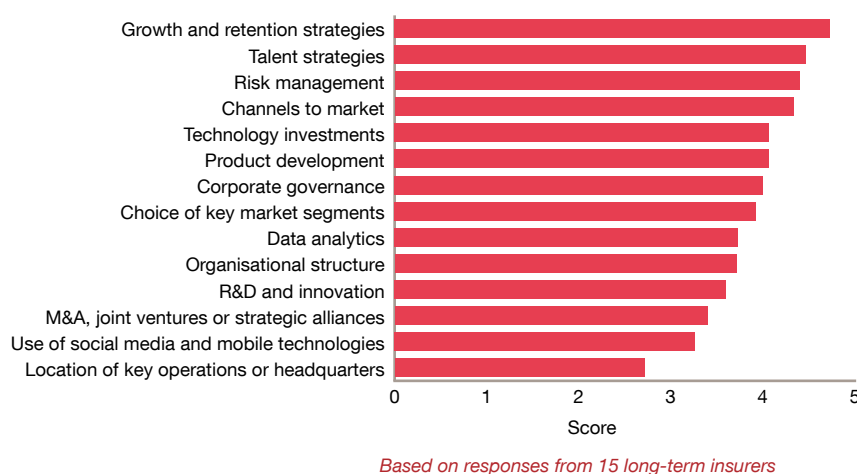 Growth and retention strategies
Talent strategies
Risk management
Channels to market
Technology investments
Product development
Corporate governance
Choice of key market segments
Data analytics
Organisational structure
R&D and innovation
M&A, joint ventures or strategic alliances
Use of social media and mobile technologies
Location of key operations or headquarters
0 1 2 3 4 5
Score
Based on responses from 15 long-term insurers